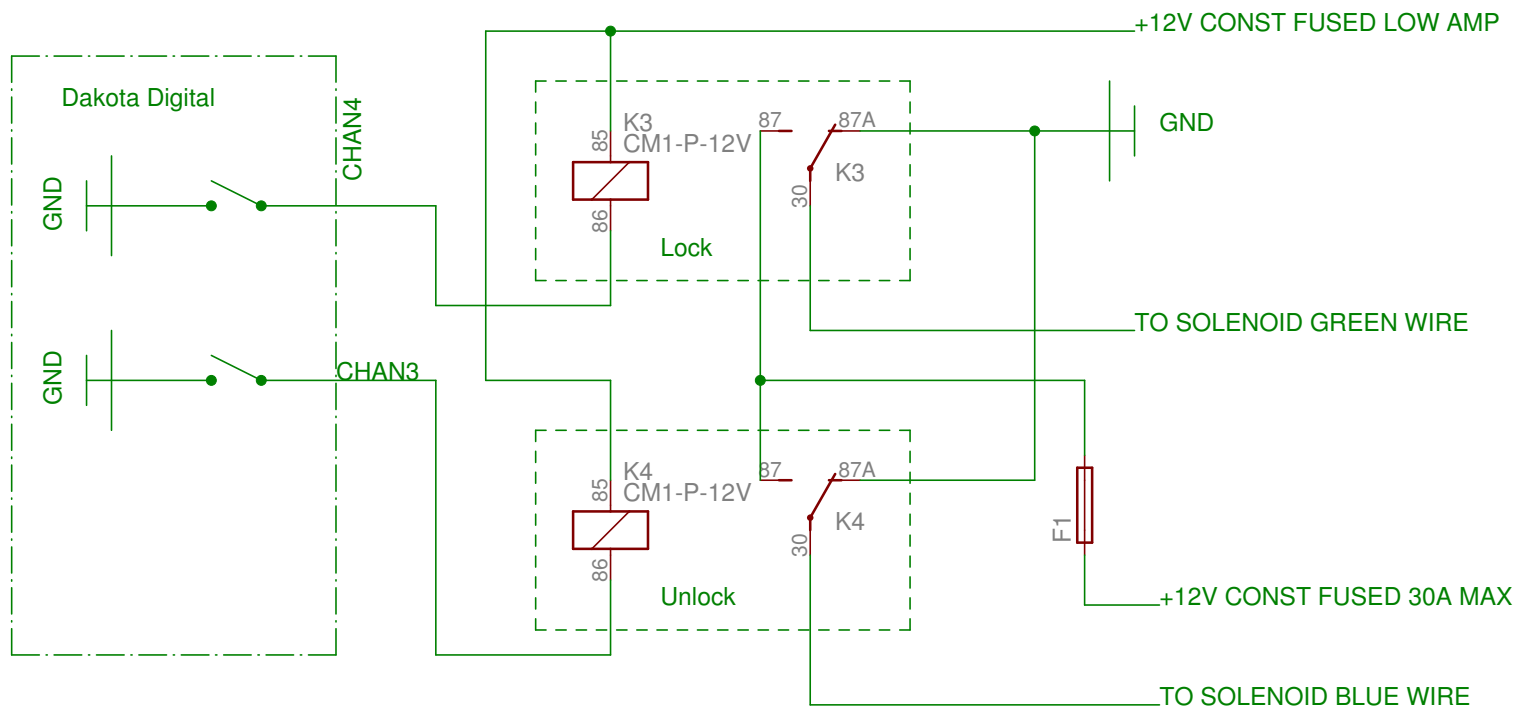 +12V CONST FUSED LOW AMP
Dakota Digital
CHAN4
GND
85
K3
CM1-P-12V
86
Lock
87
87A
K3
30
GND
TO SOLENOID GREEN WIRE
CHAN3
GND
85
K4
CM1-P-12V
86
Unlock
87
87A
K4
30
F1
+12V CONST FUSED 30A MAX
TO SOLENOID BLUE WIRE